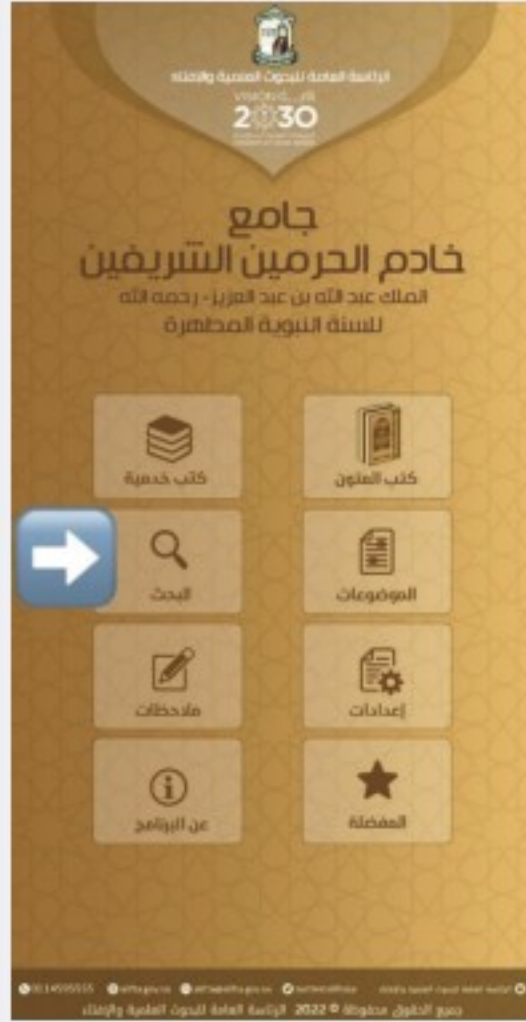 الرئاسة العامة للبحوث العلمية والإفتاء
VISION رؤية
2030
جامع
خادم الحرمين الشريفين
الملك عبد الله بن عبد العزيز - رحمه الله
للسنة النبوية المطهرة
كتب المتون
كتب خدمية
الموضوعات
البحث
إعدادات
ملاحظات
المفضلة
عن البرنامج
جميع الحقوق محفوظة © 2022 الرئاسة العامة للبحوث العلمية والإفتاء